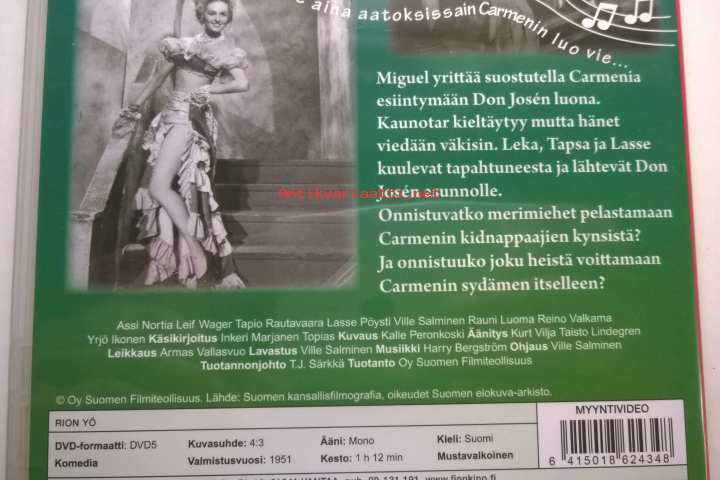 aina aatoksissain Carmenin luo vie...
Miguel yrittää suostutella Carmenia
esiintymään Don Josén luona.
Kaunotar kieltäytyy mutta hänet
viedään väkisin. Leka, Tapsa ja Lasse
kuulevat tapahtuneesta ja lähtevät Don
Josén asunnolle.
Onnistuvatko merimiehet pelastamaan
Carmenin kidnappaajien kynsistä?
Ja onnistuuko joku heistä voittamaan
Carmenin sydämen itselleen?
Antikvariaatti.net
Assi Nortia Leif Wager Tapio Rautavaara Lasse Pöysti Ville Salminen Rauni Luoma Reino Valkama
Yrjö Ikonen Käsikirjoitus Inkeri Marjanen Topias Kuvaus Kalle Peronkoski Äänitys Kurt Vilja Taisto Lindegren
Leikkaus Armas Vallasvuo Lavastus Ville Salminen Musiikki Harry Bergström Ohjaus Ville Salminen
Tuotannonjohto T.J. Särkkä Tuotanto Oy Suomen Filmiteollisuus
© Oy Suomen Filmiteollisuus. Lähde: Suomen kansallisfilmografia, oikeudet Suomen elokuva-arkisto.
RION YÖ
MYYNTIVIDEO
DVD-formaatti: DVD5 Kuvasuhde: 4:3 Ääni: Mono Kieli: Suomi
Komedia Valmistusvuosi: 1951 Kesto: 1 h 12 min Mustavalkoinen
6 415018 624348